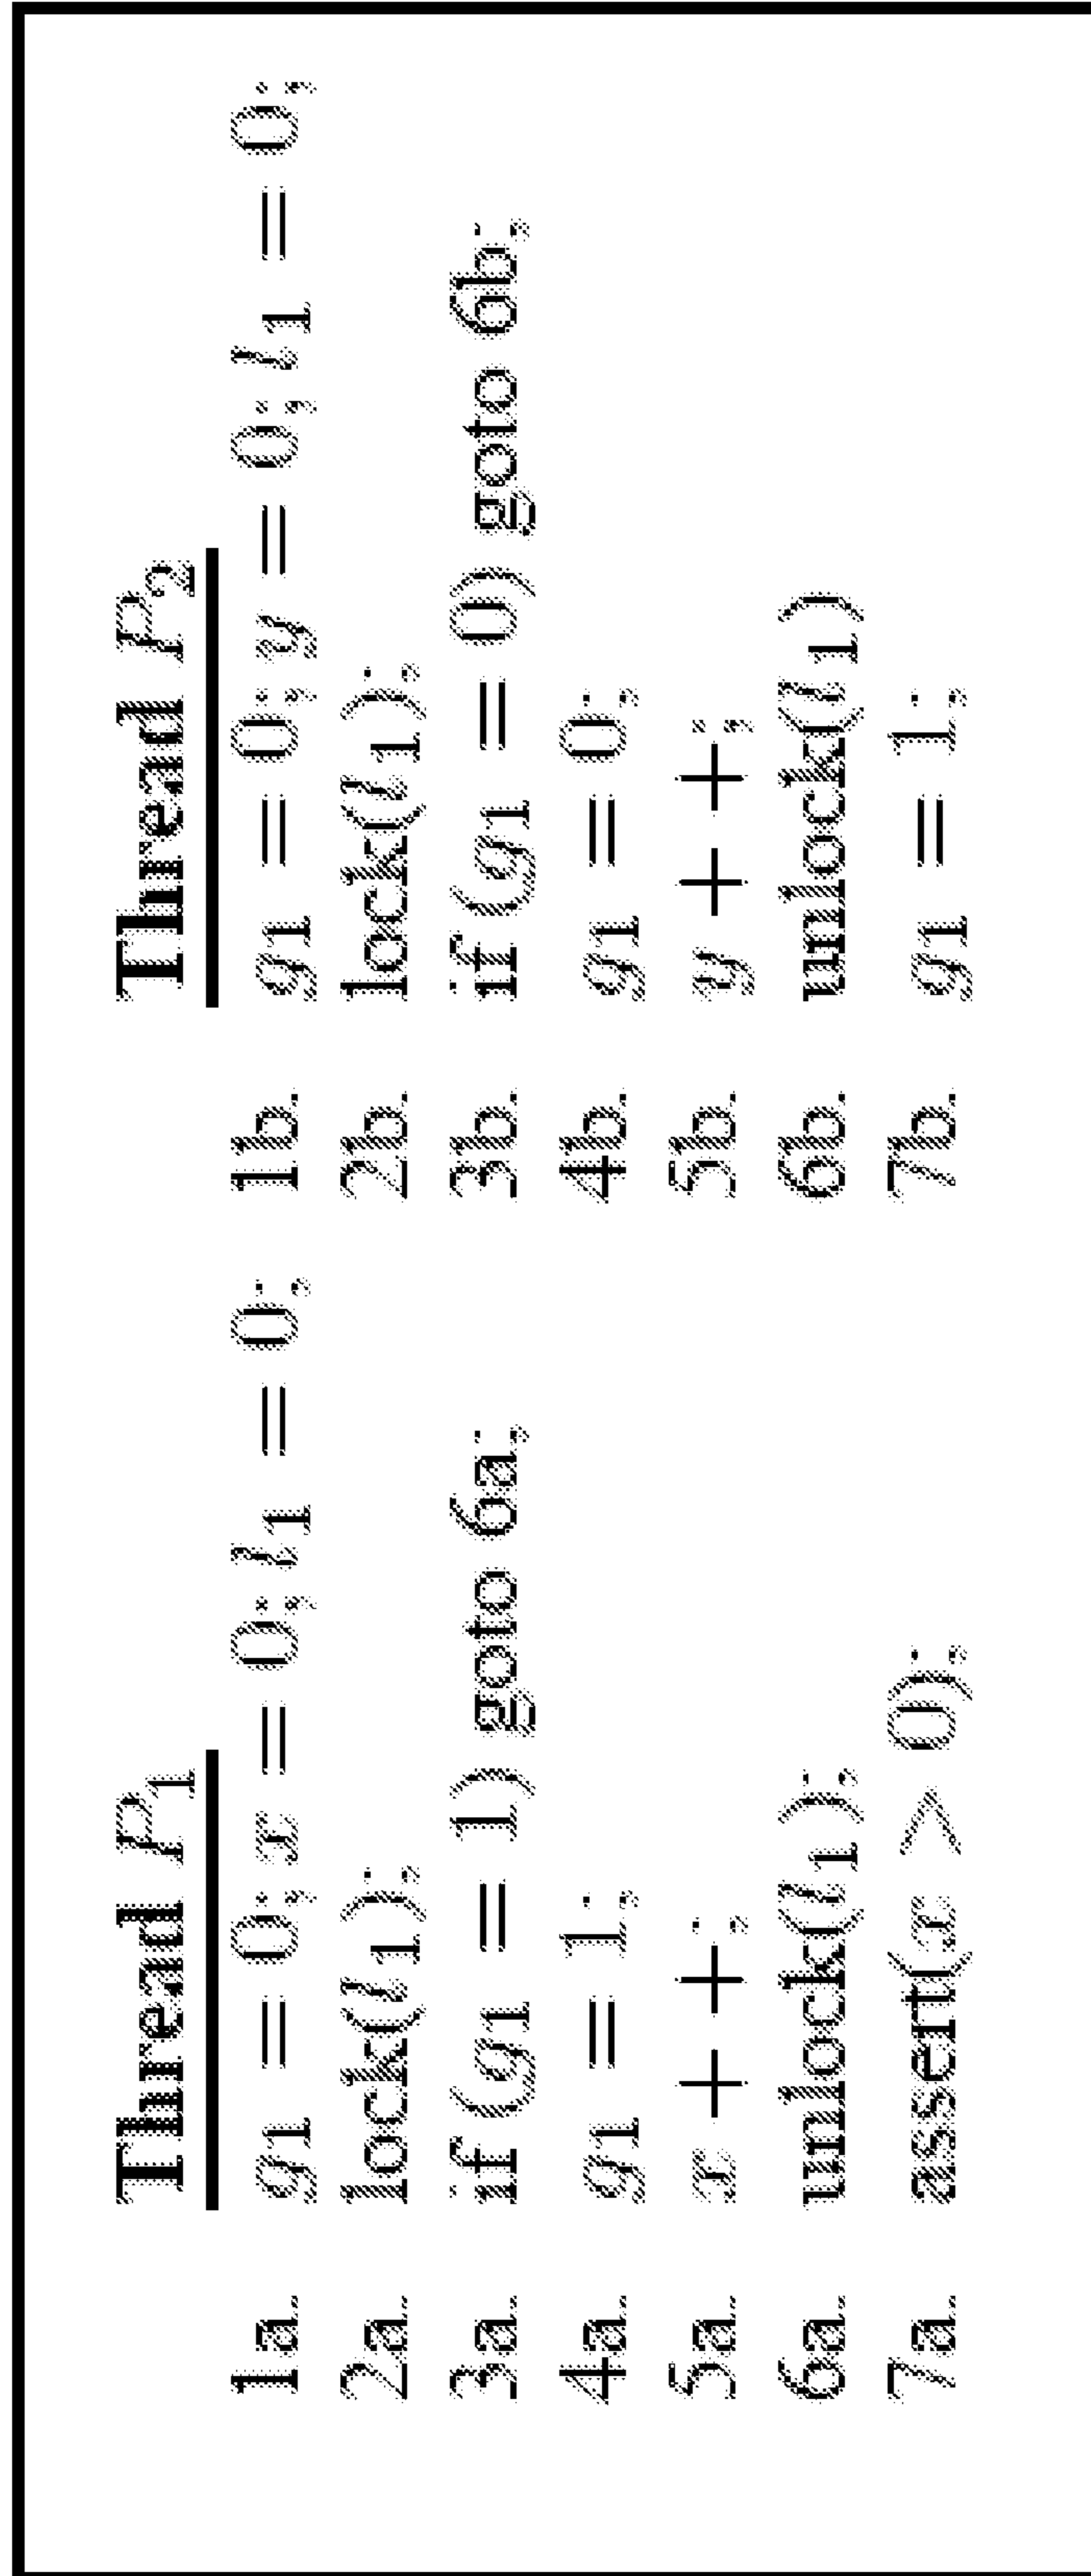 Thread P₁
1a. g₁ = 0; x = 0; l₁ = 0;
2a. lock(l₁);
3a. if (g₁ = 1) goto 6a;
4a. g₁ = 1;
5a. x + +;
6a. unlock(l₁);
7a. assert(x > 0);
Thread P₂
1b. g₁ = 0; y = 0; l₁ = 0;
2b. lock(l₁);
3b. if (g₁ = 0) goto 6b;
4b. g₁ = 0;
5b. y + +;
6b. unlock(l₁)
7b. g₁ = 1;